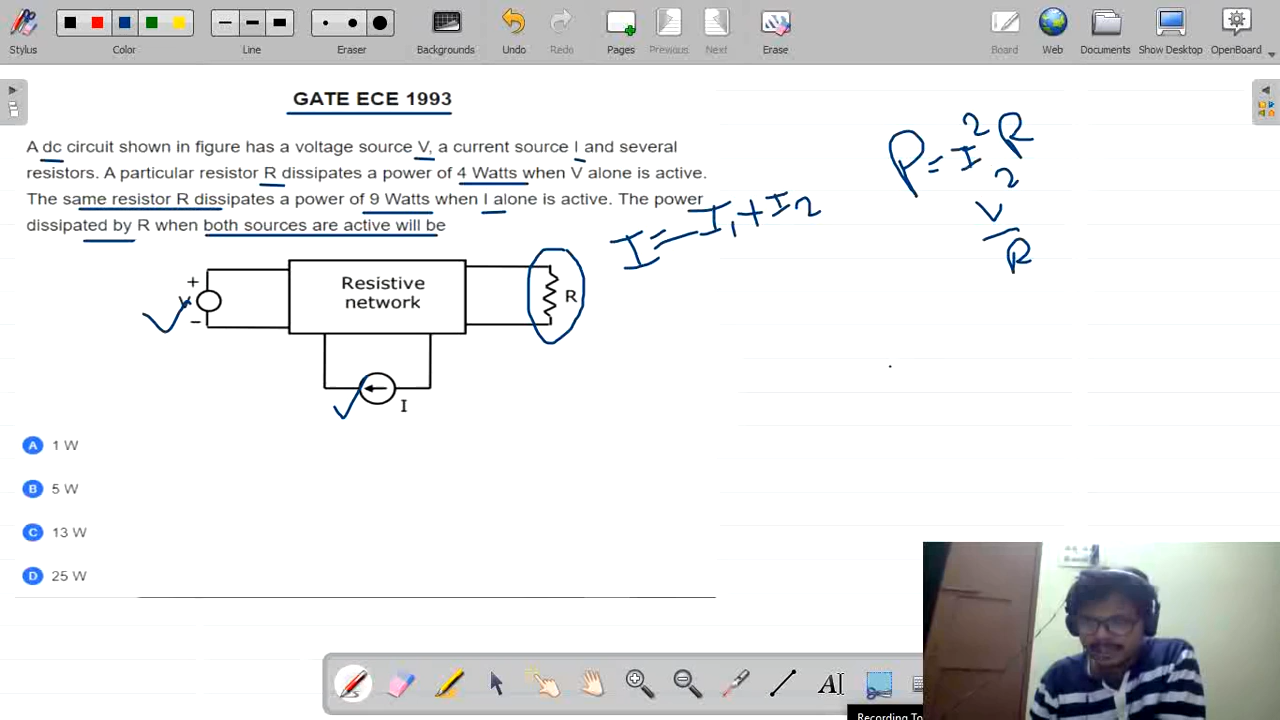 Stylus
Color
Line
Eraser
Backgrounds
Undo
Redo
Pages
Previous
Next
Erase
Board
Web
Documents
Show Desktop
OpenBoard
GATE ECE 1993
A dc circuit shown in figure has a voltage source V, a current source I and several
resistors. A particular resistor R dissipates a power of 4 Watts when V alone is active.
The same resistor R dissipates a power of 9 Watts when I alone is active. The power
dissipated by R when both sources are active will be
P = I² R
V²
R
I = I₁ + I₂
+
V
-
Resistive
network
R
I
A 1 W
B 5 W
C 13 W
D 25 W
AI
Recording To